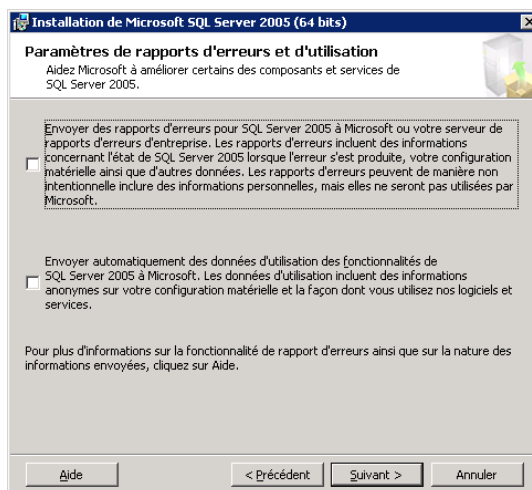 Installation de Microsoft SQL Server 2005 (64 bits)
Paramètres de rapports d'erreurs et d'utilisation
Aidez Microsoft à améliorer certains des composants et services de
SQL Server 2005.
Envoyer des rapports d'erreurs pour SQL Server 2005 à Microsoft ou votre serveur de
rapports d'erreurs d'entreprise. Les rapports d'erreurs incluent des informations
concernant l'état de SQL Server 2005 lorsque l'erreur s'est produite, votre configuration
matérielle ainsi que d'autres données. Les rapports d'erreurs peuvent de manière non
intentionnelle inclure des informations personnelles, mais elles ne seront pas utilisées par
Microsoft.
Envoyer automatiquement des données d'utilisation des fonctionnalités de
SQL Server 2005 à Microsoft. Les données d'utilisation incluent des informations
anonymes sur votre configuration matérielle et la façon dont vous utilisez nos logiciels et
services.
Pour plus d'informations sur la fonctionnalité de rapport d'erreurs ainsi que sur la nature des
informations envoyées, cliquez sur Aide.
Aide
< Précédent
Suivant >
Annuler